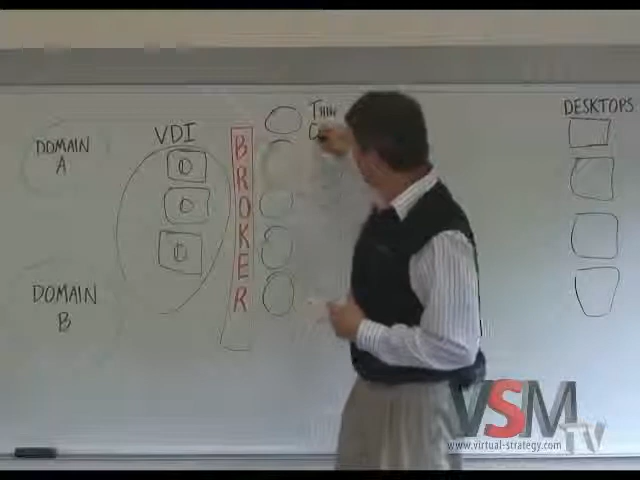 DESKTOPS
THIN
C
VDI
DOMAIN
A
BROKER
DOMAIN
B
VSM
TV
www.virtual-strategy.com